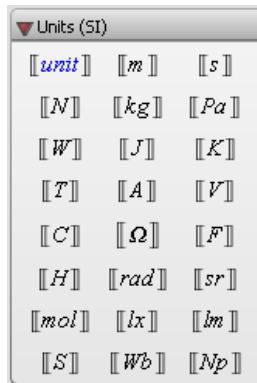 Units (SI)
⟦unit⟧ ⟦m⟧ ⟦s⟧
⟦N⟧ ⟦kg⟧ ⟦Pa⟧
⟦W⟧ ⟦J⟧ ⟦K⟧
⟦T⟧ ⟦A⟧ ⟦V⟧
⟦C⟧ ⟦Ω⟧ ⟦F⟧
⟦H⟧ ⟦rad⟧ ⟦sr⟧
⟦mol⟧ ⟦lx⟧ ⟦lm⟧
⟦S⟧ ⟦Wb⟧ ⟦Np⟧